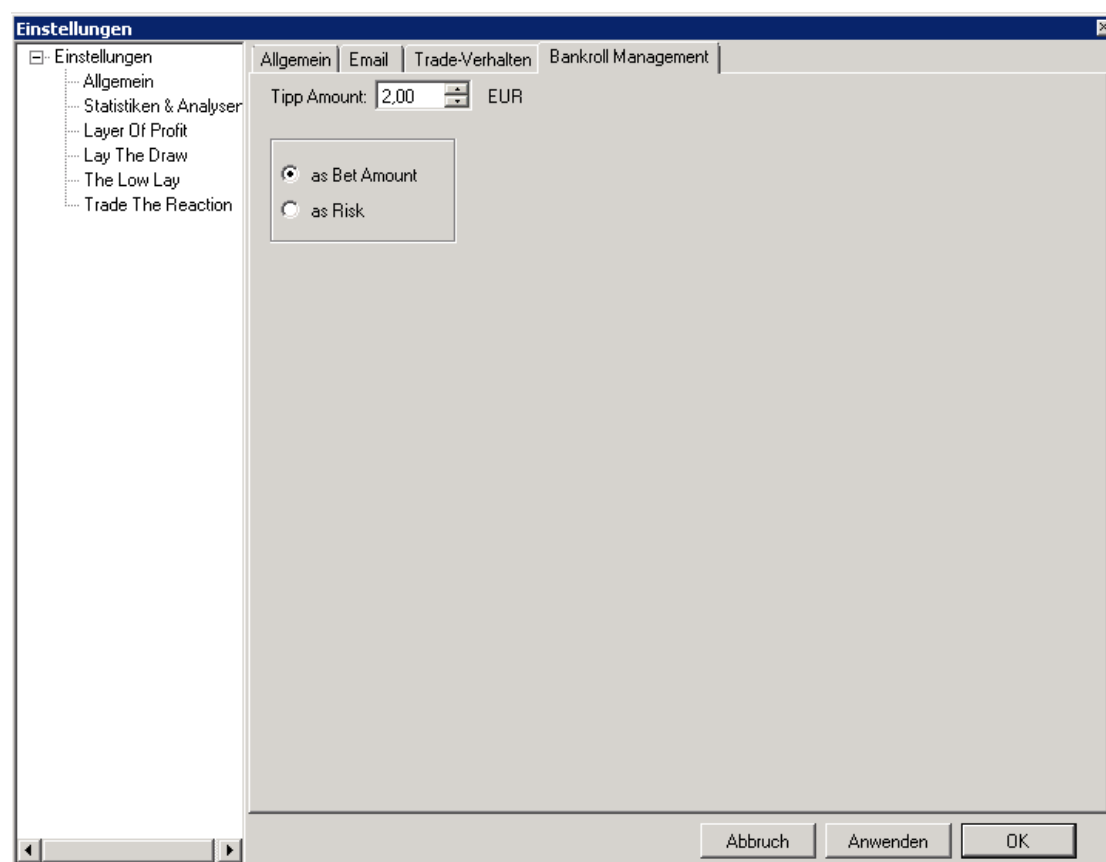 Einstellungen
Einstellungen
Allgemein
Statistiken & Analysen
Layer Of Profit
Lay The Draw
The Low Lay
Trade The Reaction
Allgemein Email Trade-Verhalten Bankroll Management
Tipp Amount: 2,00 EUR
as Bet Amount
as Risk
Abbruch Anwenden OK